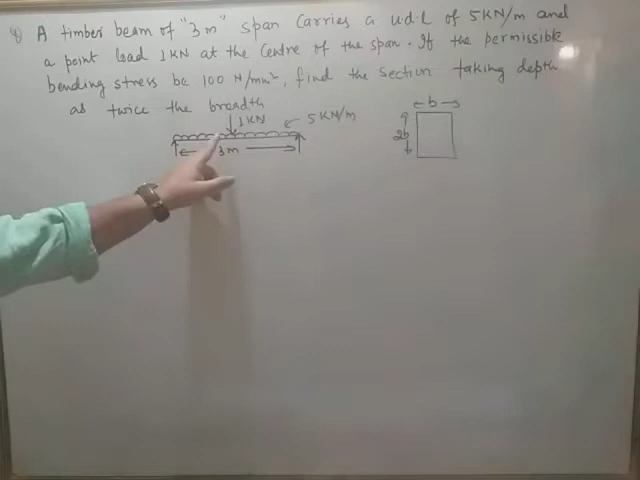 Q A timber beam of "3 m" span carries a u.d.l of 5KN/m and
a point load 1KN at the centre of the span. If the permissible
bending stress be 100 N/mm², find the section taking depth
as twice the breadth
1KN
5KN/m
3m
b
2b